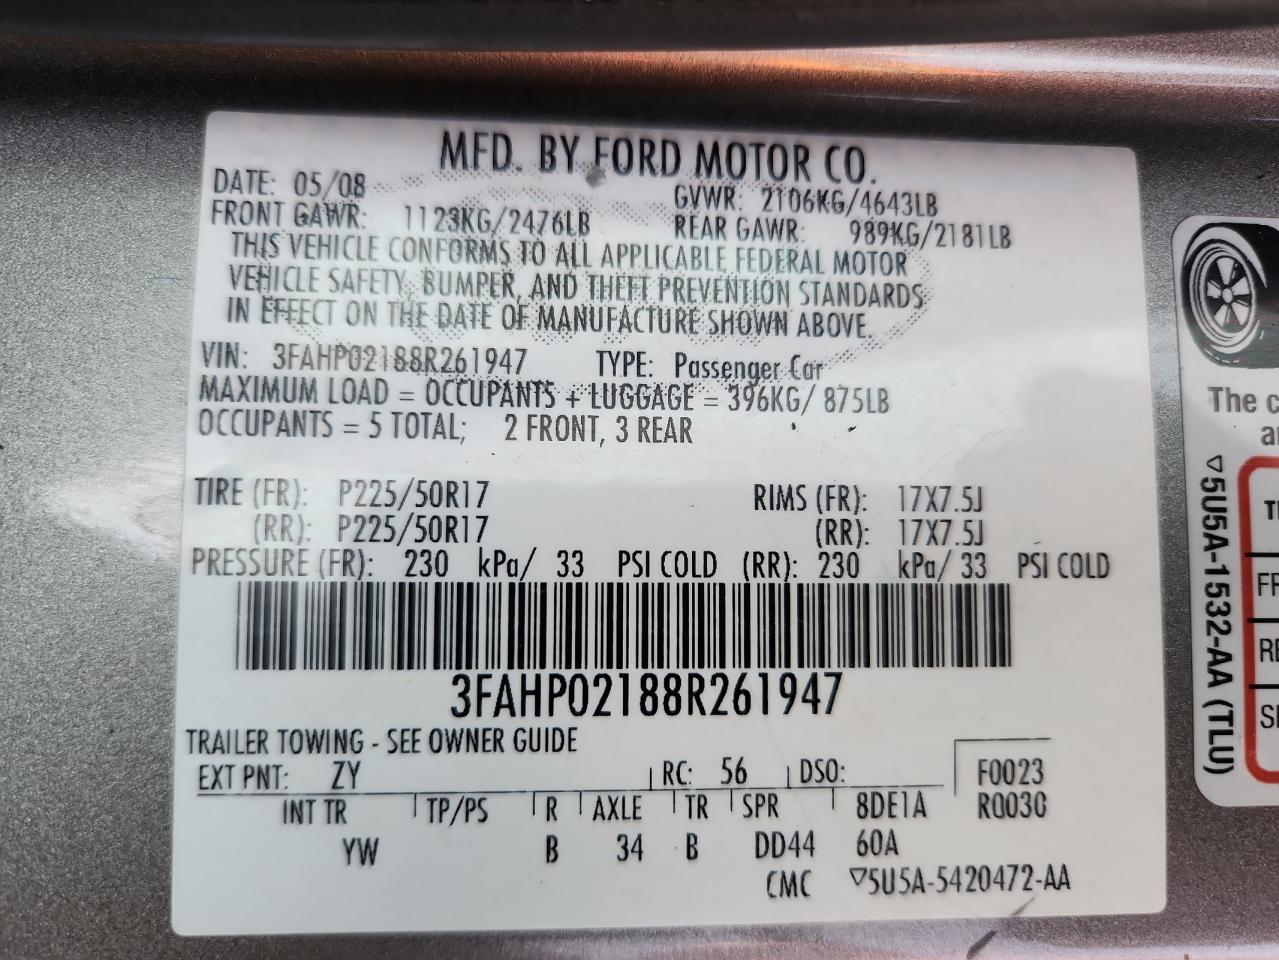 MFD. BY FORD MOTOR CO.
DATE: 05/08 GVWR: 2106KG/4643LB
FRONT GAWR: 1123KG/2476LB REAR GAWR: 989KG/2181LB
THIS VEHICLE CONFORMS TO ALL APPLICABLE FEDERAL MOTOR
VEHICLE SAFETY, BUMPER, AND THEFT PREVENTION STANDARDS
IN EFFECT ON THE DATE OF MANUFACTURE SHOWN ABOVE.
VIN: 3FAHP02188R261947 TYPE: Passenger Car
MAXIMUM LOAD = OCCUPANTS + LUGGAGE = 396KG/ 875LB
OCCUPANTS = 5 TOTAL; 2 FRONT, 3 REAR
TIRE (FR): P225/50R17 RIMS (FR): 17X7.5J
(RR): P225/50R17 (RR): 17X7.5J
PRESSURE (FR): 230 kPa/ 33 PSI COLD (RR): 230 kPa/ 33 PSI COLD
3FAHP02188R261947
TRAILER TOWING - SEE OWNER GUIDE
EXT PNT: ZY RC: 56 DSO: F0023
INT TR TP/PS R AXLE TR SPR 8DE1A R0030
YW B 34 B DD44 60A
CMC ▽5U5A-5420472-AA
The c
a
▽5U5A-1532-AA (TLU)
TI
FR
RE
SI